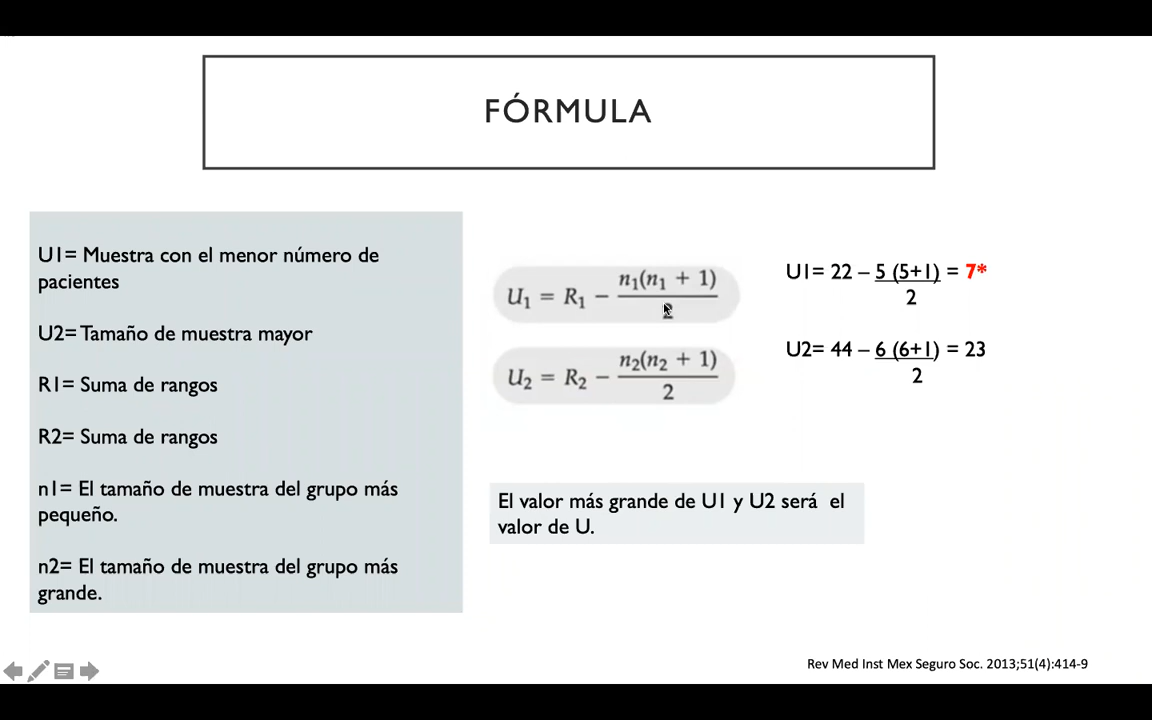 FÓRMULA
U1= Muestra con el menor número de
pacientes
U2= Tamaño de muestra mayor
R1= Suma de rangos
R2= Suma de rangos
n1= El tamaño de muestra del grupo más
pequeño.
n2= El tamaño de muestra del grupo más
grande.
U₁ = R₁ − n₁(n₁ + 1)
2
U₂ = R₂ − n₂(n₂ + 1)
2
U1= 22 – 5 (5+1) = 7*
2
U2= 44 – 6 (6+1) = 23
2
El valor más grande de U1 y U2 será el
valor de U.
Rev Med Inst Mex Seguro Soc. 2013;51(4):414-9